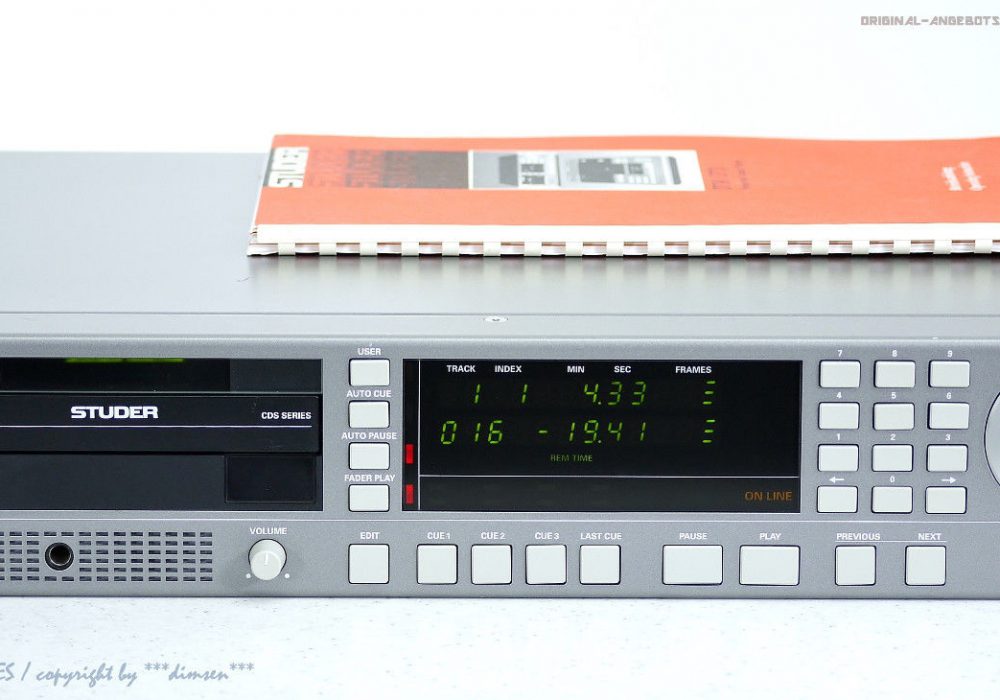 ORIGINAL-ANGEBOTS
STUDER
USER
TRACK INDEX MIN SEC FRAMES
1 1 4.33
AUTO CUE
016 -19.41
REM TIME
AUTO PAUSE
FADER PLAY
ON LINE
STUDER
CDS SERIES
7 8 9
4 5 6
1 2 3
← 0 →
VOLUME
EDIT CUE 1 CUE 2 CUE 3 LAST CUE PAUSE PLAY PREVIOUS NEXT
ES / copyright by ***dimsen***